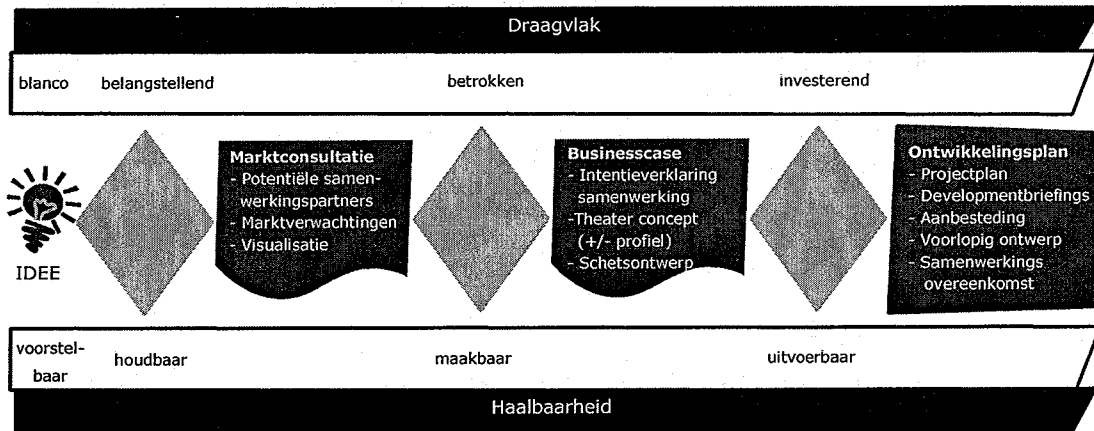 Draagvlak
blanco belangstellend betrokken investerend
IDEE
Marktconsultatie
- Potentiële samen-
werkingspartners
- Marktverwachtingen
- Visualisatie
Businesscase
- Intentieverklaring
samenwerking
-Theater concept
(+/- profiel)
- Schetsontwerp
Ontwikkelingsplan
- Projectplan
- Developmentbriefings
- Aanbesteding
- Voorlopig ontwerp
- Samenwerkings
overeenkomst
voorstel-
baar houdbaar maakbaar uitvoerbaar
Haalbaarheid